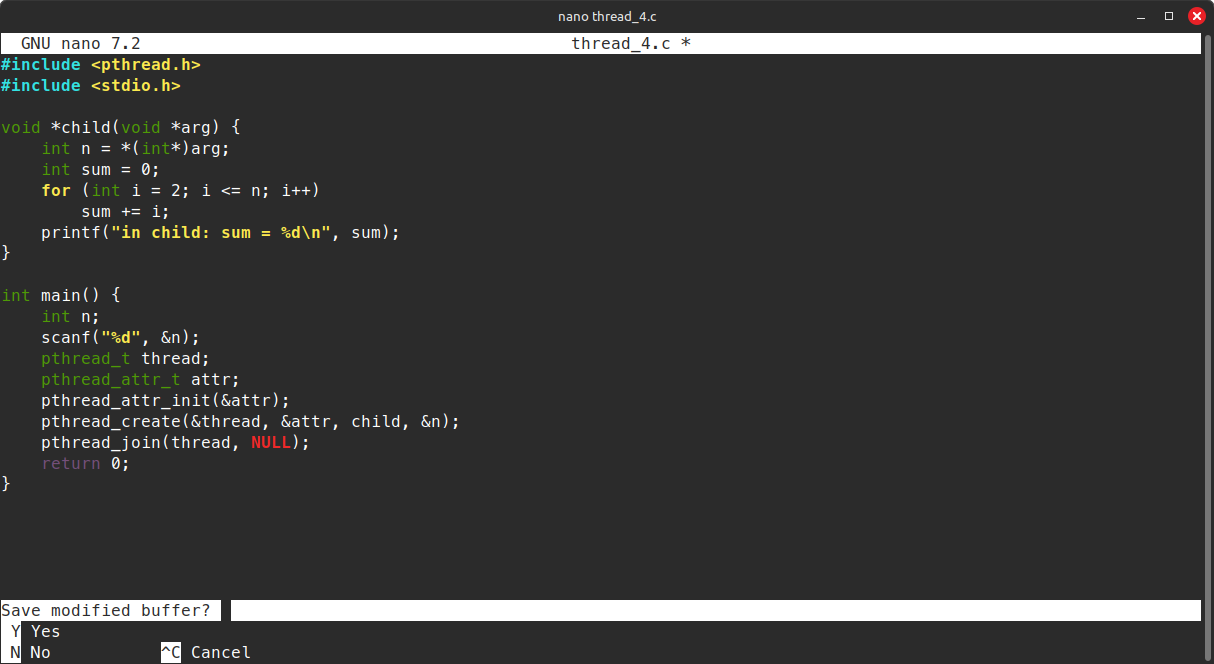 nano thread_4.c
GNU nano 7.2 thread_4.c *
#include <pthread.h>
#include <stdio.h>

void *child(void *arg) {
    int n = *(int*)arg;
    int sum = 0;
    for (int i = 2; i <= n; i++)
        sum += i;
    printf("in child: sum = %d\n", sum);
}

int main() {
    int n;
    scanf("%d", &n);
    pthread_t thread;
    pthread_attr_t attr;
    pthread_attr_init(&attr);
    pthread_create(&thread, &attr, child, &n);
    pthread_join(thread, NULL);
    return 0;
}

Save modified buffer?
Y Yes
N No ^C Cancel